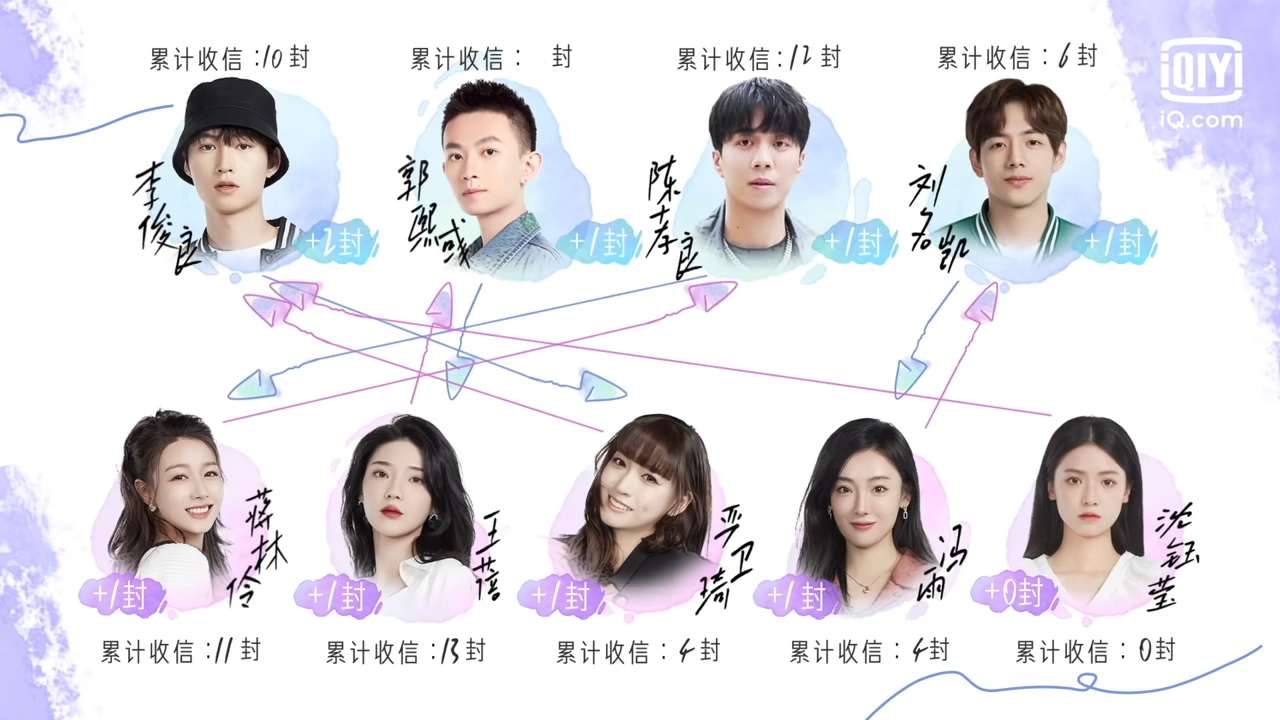 累计收信:10封
累计收信: 封
累计收信:12封
累计收信:6封
iQIYI
iQ.com
李俊良
郭熙彧
陈孝良
刘名凯
+2封
+1封
+1封
+1封
蒋林伶
王蓓
严卫琦
冯雨
沈钰莹
+1封
+1封
+1封
+1封
+0封
累计收信:11封
累计收信:13封
累计收信:4封
累计收信:4封
累计收信:0封